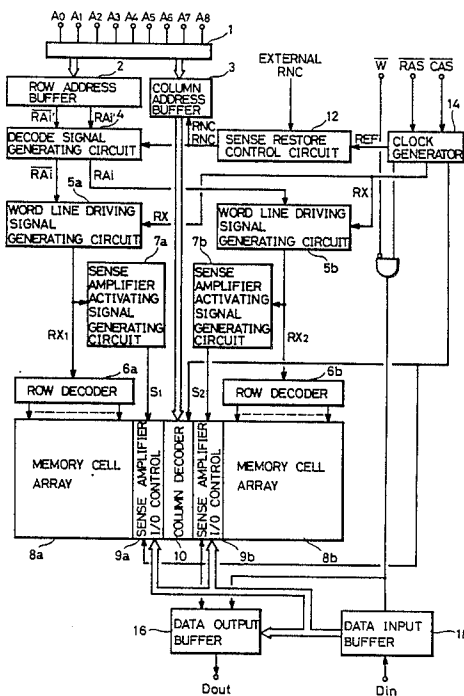 A0 A1 A2 A3 A4 A5 A6 A7 A8
1
2
3
ROW ADDRESS
BUFFER
COLUMN
ADDRESS
BUFFER
EXTERNAL
RNC
W RAS CAS
14
RAi' RAi' 4
DECODE SIGNAL
GENERATING CIRCUIT
RNC
RNC
12
SENSE RESTORE
CONTROL CIRCUIT
REF1
CLOCK
GENERATOR
RAi RAi
5a
WORD LINE DRIVING
SIGNAL
GENERATING CIRCUIT
RX
RX
WORD LINE DRIVING
SIGNAL
GENERATING CIRCUIT
5b
7a
7b
SENSE
AMPLIFIER
ACTIVATING
SIGNAL
GENERATING
CIRCUIT
SENSE
AMPLIFIER
ACTIVATING
SIGNAL
GENERATING
CIRCUIT
RX1
RX2
6a
ROW DECODER
S1
S2
6b
ROW DECODER
MEMORY CELL
ARRAY
SENSE AMPLIFIER
I/O CONTROL
COLUMN DECODER
SENSE AMPLIFIER
I/O CONTROL
MEMORY CELL
ARRAY
8a
9a
10
9b
8b
16
DATA OUTPUT
BUFFER
DATA INPUT
BUFFER
Dout
Din